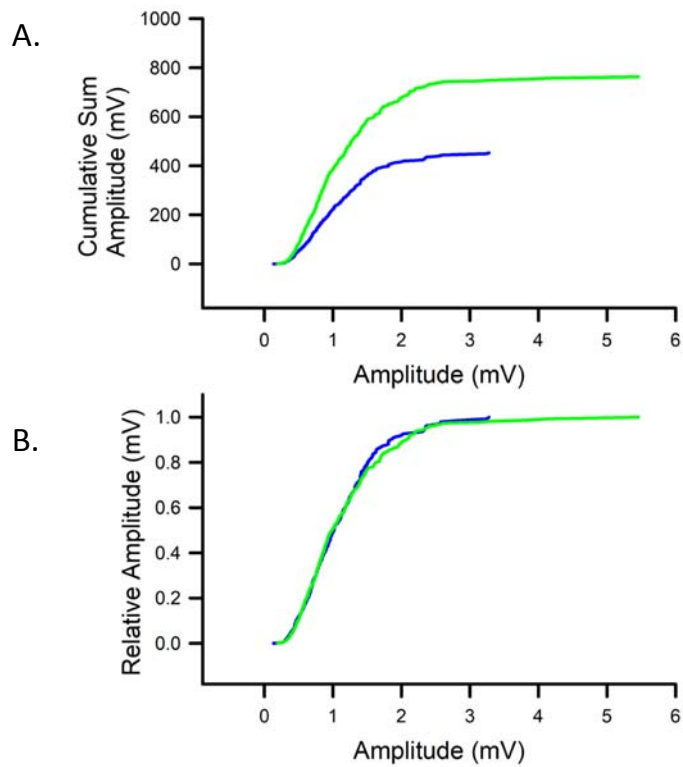 A.
Cumulative Sum
Amplitude (mV)
1000
800
600
400
200
0
0 1 2 3 4 5 6
Amplitude (mV)
B.
Relative Amplitude (mV)
1.0
0.8
0.6
0.4
0.2
0.0
0 1 2 3 4 5 6
Amplitude (mV)